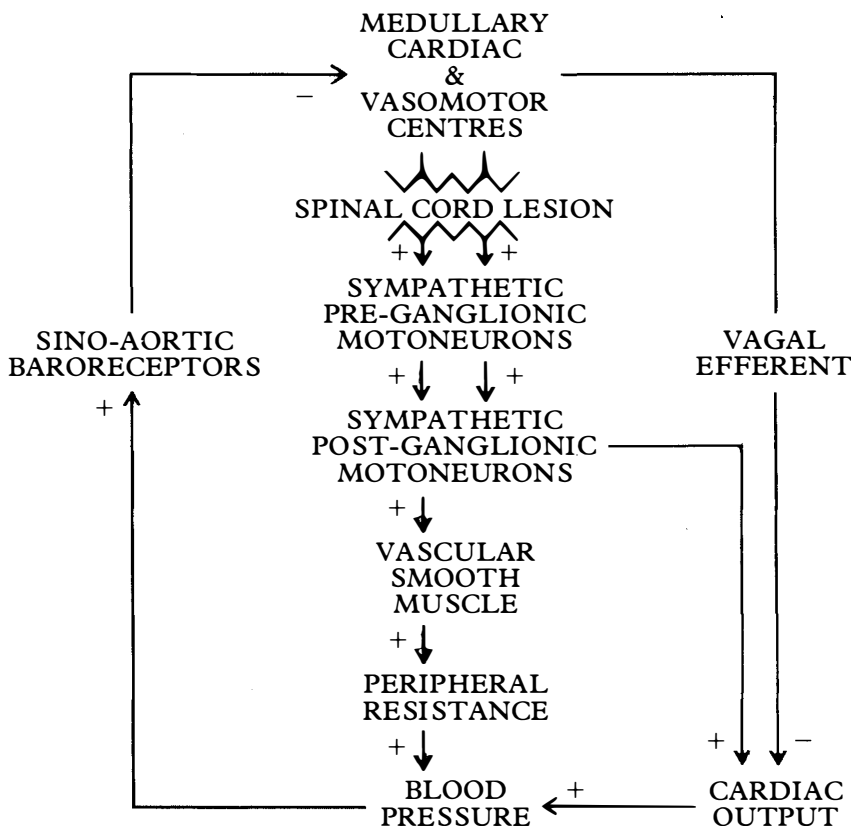 MEDULLARY
CARDIAC
&
VASOMOTOR
CENTRES
−
SPINAL CORD LESION
+ +
SYMPATHETIC
PRE-GANGLIONIC
MOTONEURONS
SINO-AORTIC
BARORECEPTORS
VAGAL
EFFERENT
+ +
+
SYMPATHETIC
POST-GANGLIONIC
MOTONEURONS
+
VASCULAR
SMOOTH
MUSCLE
+
PERIPHERAL
RESISTANCE
+
+ −
BLOOD
PRESSURE
+
CARDIAC
OUTPUT